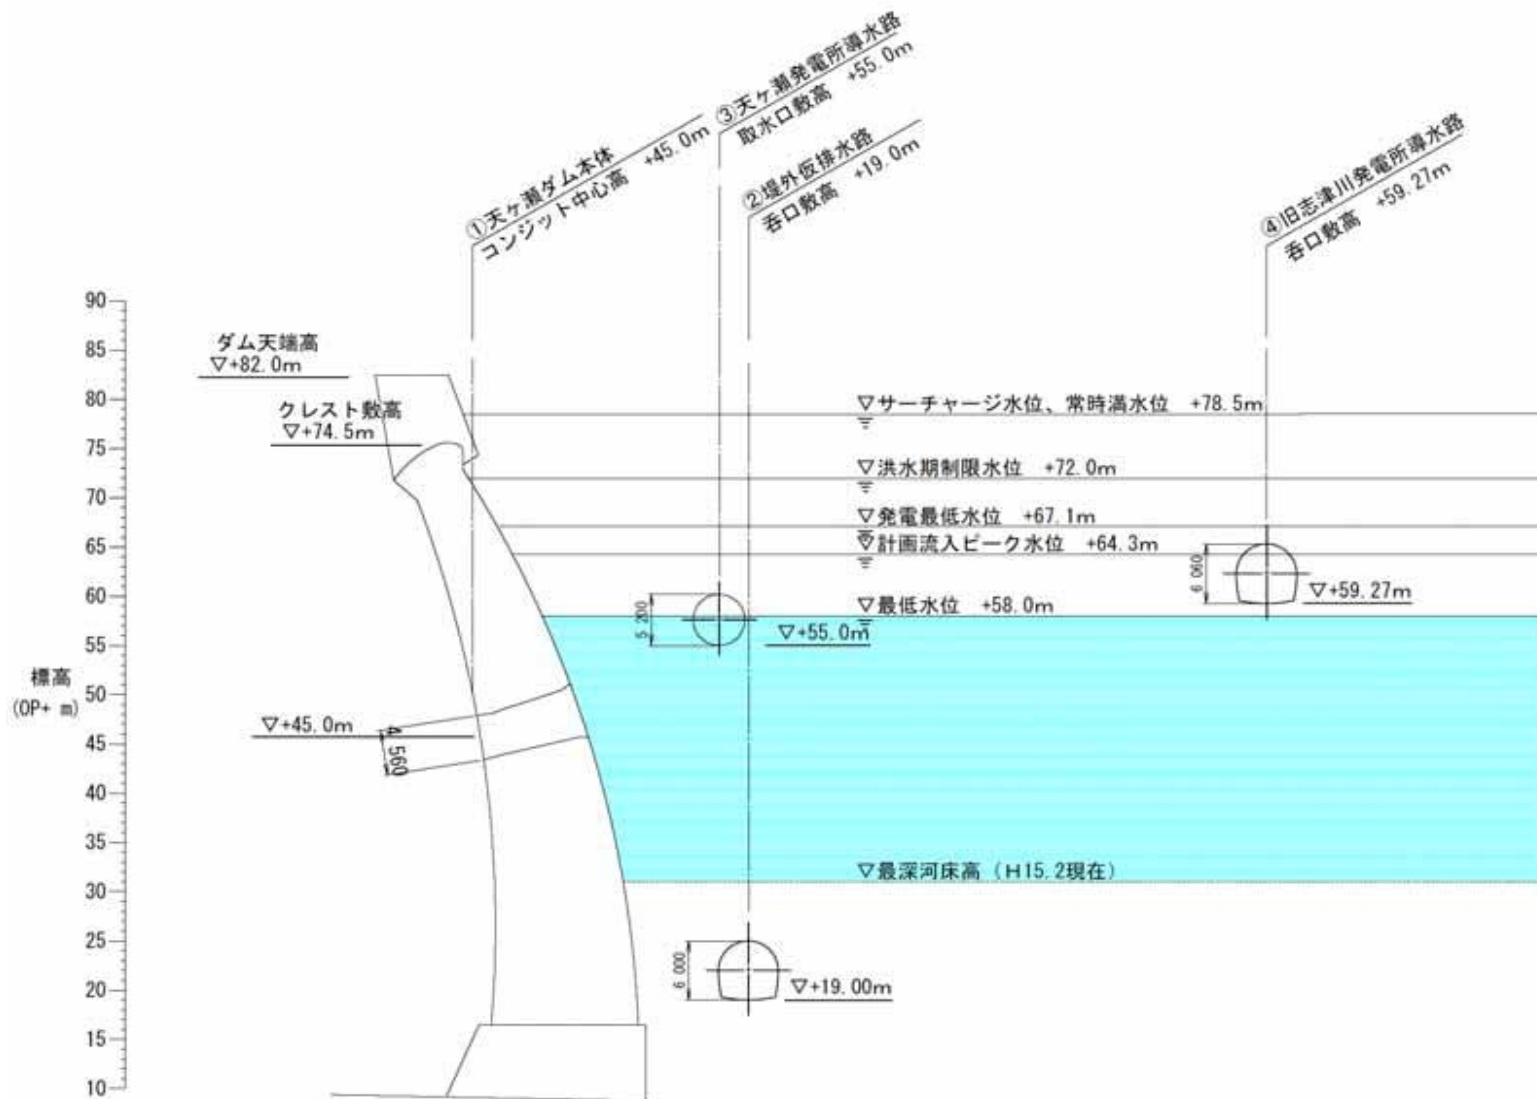 ③天ヶ瀬発電所導水路
取水口敷高 +55.0m
①天ヶ瀬ダム本体
コンジット中心高 +45.0m
②堤外仮排水路
呑口敷高 +19.0m
④旧志津川発電所導水路
呑口敷高 +59.27m
90
85
80
75
70
65
60
55
50
45
40
35
30
25
20
15
10
標高
(OP+ m)
ダム天端高
▽+82.0m
クレスト敷高
▽+74.5m
▽サーチャージ水位、常時満水位 +78.5m
▽洪水期制限水位 +72.0m
▽発電最低水位 +67.1m
▽計画流入ピーク水位 +64.3m
▽最低水位 +58.0m
6 060
▽+59.27m
5 200
▽+55.0m
▽+45.0m
4 560
▽最深河床高（H15.2現在）
6 000
▽+19.00m